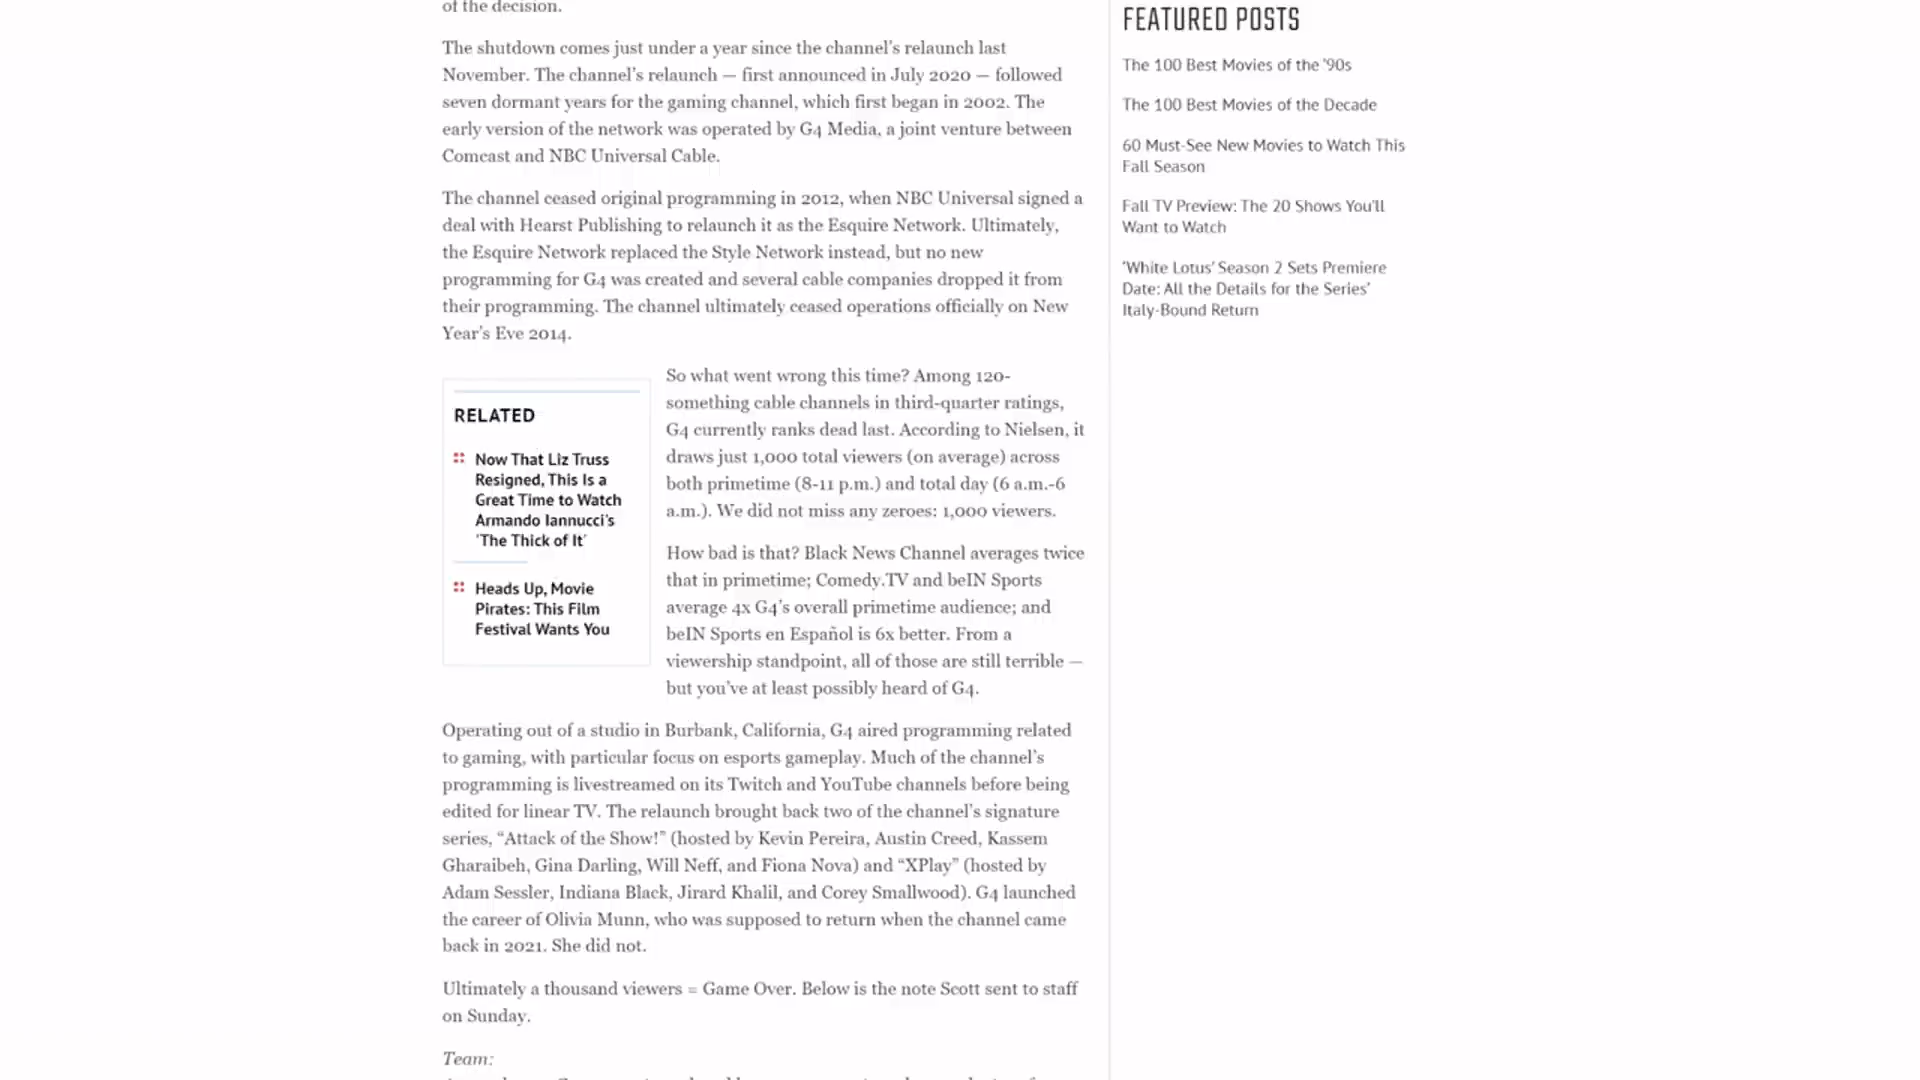 of the decision.
The shutdown comes just under a year since the channel's relaunch last
November. The channel's relaunch — first announced in July 2020 — followed
seven dormant years for the gaming channel, which first began in 2002. The
early version of the network was operated by G4 Media, a joint venture between
Comcast and NBC Universal Cable.
The channel ceased original programming in 2012, when NBC Universal signed a
deal with Hearst Publishing to relaunch it as the Esquire Network. Ultimately,
the Esquire Network replaced the Style Network instead, but no new
programming for G4 was created and several cable companies dropped it from
their programming. The channel ultimately ceased operations officially on New
Year's Eve 2014.
RELATED
Now That Liz Truss
Resigned, This Is a
Great Time to Watch
Armando Iannucci's
'The Thick of It'
Heads Up, Movie
Pirates: This Film
Festival Wants You
So what went wrong this time? Among 120-
something cable channels in third-quarter ratings,
G4 currently ranks dead last. According to Nielsen, it
draws just 1,000 total viewers (on average) across
both primetime (8-11 p.m.) and total day (6 a.m.-6
a.m.). We did not miss any zeroes: 1,000 viewers.
How bad is that? Black News Channel averages twice
that in primetime; Comedy.TV and beIN Sports
average 4x G4's overall primetime audience; and
beIN Sports en Español is 6x better. From a
viewership standpoint, all of those are still terrible —
but you've at least possibly heard of G4.
Operating out of a studio in Burbank, California, G4 aired programming related
to gaming, with particular focus on esports gameplay. Much of the channel's
programming is livestreamed on its Twitch and YouTube channels before being
edited for linear TV. The relaunch brought back two of the channel's signature
series, "Attack of the Show!" (hosted by Kevin Pereira, Austin Creed, Kassem
Gharaibeh, Gina Darling, Will Neff, and Fiona Nova) and "XPlay" (hosted by
Adam Sessler, Indiana Black, Jirard Khalil, and Corey Smallwood). G4 launched
the career of Olivia Munn, who was supposed to return when the channel came
back in 2021. She did not.
Ultimately a thousand viewers = Game Over. Below is the note Scott sent to staff
on Sunday.
Team:
FEATURED POSTS
The 100 Best Movies of the '90s
The 100 Best Movies of the Decade
60 Must-See New Movies to Watch This
Fall Season
Fall TV Preview: The 20 Shows You'll
Want to Watch
'White Lotus' Season 2 Sets Premiere
Date: All the Details for the Series'
Italy-Bound Return